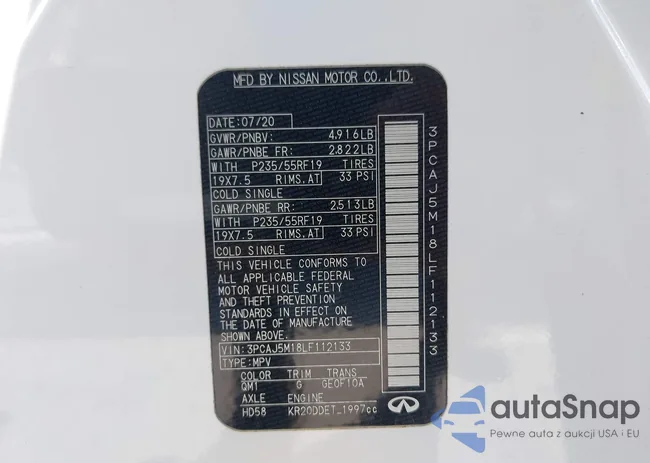 MFD BY NISSAN MOTOR CO.,LTD.
DATE: 07/20
GVWR/PNBV: 4,916LB
GAWR/PNBE FR: 2,822LB
WITH P235/55RF19 TIRES
19X7.5 RIMS.AT 33 PSI
COLD SINGLE
GAWR/PNBE RR: 2,513LB
WITH P235/55RF19 TIRES
19X7.5 RIMS.AT 33 PSI
COLD SINGLE
THIS VEHICLE CONFORMS TO
ALL APPLICABLE FEDERAL
MOTOR VEHICLE SAFETY
AND THEFT PREVENTION
STANDARDS IN EFFECT ON
THE DATE OF MANUFACTURE
SHOWN ABOVE.
VIN: 3PCAJ5M18LF112133
TYPE: MPV
COLOR TRIM TRANS
QM1 G GE0F10A
AXLE ENGINE
HD58 KR20DDET_1997cc
3PCAJ5M18LF112133
autoSnap
Pewne auta z aukcji USA i EU